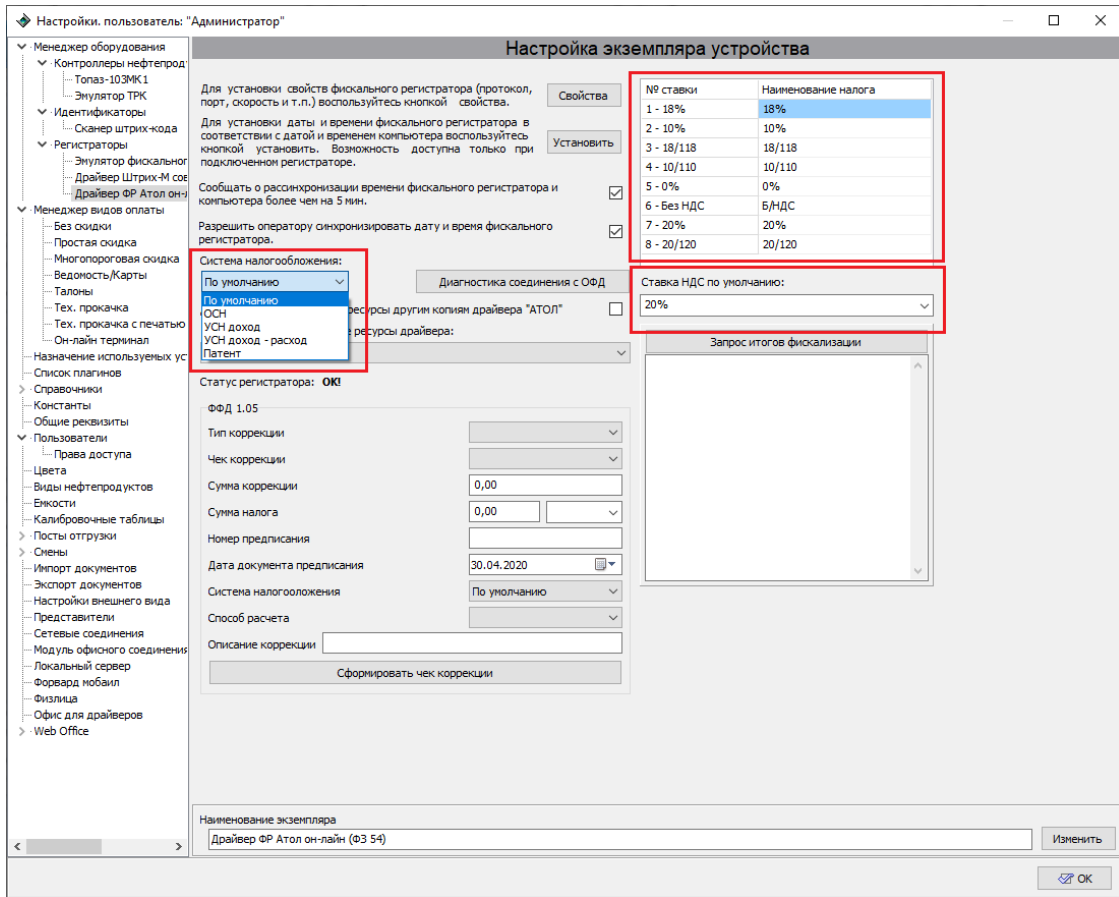 Настройки. пользователь: "Администратор"
Менеджер оборудования
Контроллеры нефтепрод
Топаз-103МК1
Эмулятор ТРК
Идентификаторы
Сканер штрих-кода
Регистраторы
Эмулятор фискальног
Драйвер Штрих-М сов
Драйвер ФР Атол он-
Менеджер видов оплаты
Без скидки
Простая скидка
Многопороговая скидка
Ведомость/Карты
Талоны
Тех. прокачка
Тех. прокачка с печатью
Он-лайн терминал
Назначение используемых ус
Список плагинов
Справочники
Константы
Общие реквизиты
Пользователи
Права доступа
Цвета
Виды нефтепродуктов
Емкости
Калибровочные таблицы
Посты отгрузки
Смены
Импорт документов
Экспорт документов
Настройки внешнего вида
Представители
Сетевые соединения
Модуль офисного соединения
Локальный сервер
Форвард мобаил
Физлица
Офис для драйверов
Web Office
Настройка экземпляра устройства
Для установки свойств фискального регистратора (протокол,
порт, скорость и т.п.) воспользуйтесь кнопкой свойства.
Свойства
Для установки даты и времени фискального регистратора в
соответствии с датой и временем компьютера воспользуйтесь
кнопкой установить. Возможность доступна только при
подключенном регистраторе.
Установить
Сообщать о рассинхронизации времени фискального регистратора и
компьютера более чем на 5 мин.
Разрешить оператору синхронизировать дату и время фискального
регистратора.
Система налогообложения:
По умолчанию
Диагностика соединения с ОФД
По умолчанию
ОСН
УСН доход
УСН доход - расход
Патент
ресурсы другим копиям драйвера "АТОЛ"
ресурсы драйвера:
Статус регистратора: OK!
ФФД 1.05
Тип коррекции
Чек коррекции
Сумма коррекции 0,00
Сумма налога 0,00
Номер предписания
Дата документа предписания 30.04.2020
Система налогооложения По умолчанию
Способ расчета
Описание коррекции
Сформировать чек коррекции
№ ставки Наименование налога
1 - 18% 18%
2 - 10% 10%
3 - 18/118 18/118
4 - 10/110 10/110
5 - 0% 0%
6 - Без НДС Б/НДС
7 - 20% 20%
8 - 20/120 20/120
Ставка НДС по умолчанию:
20%
Запрос итогов фискализации
Наименование экземпляра
Драйвер ФР Атол он-лайн (ФЗ 54)
Изменить
OK